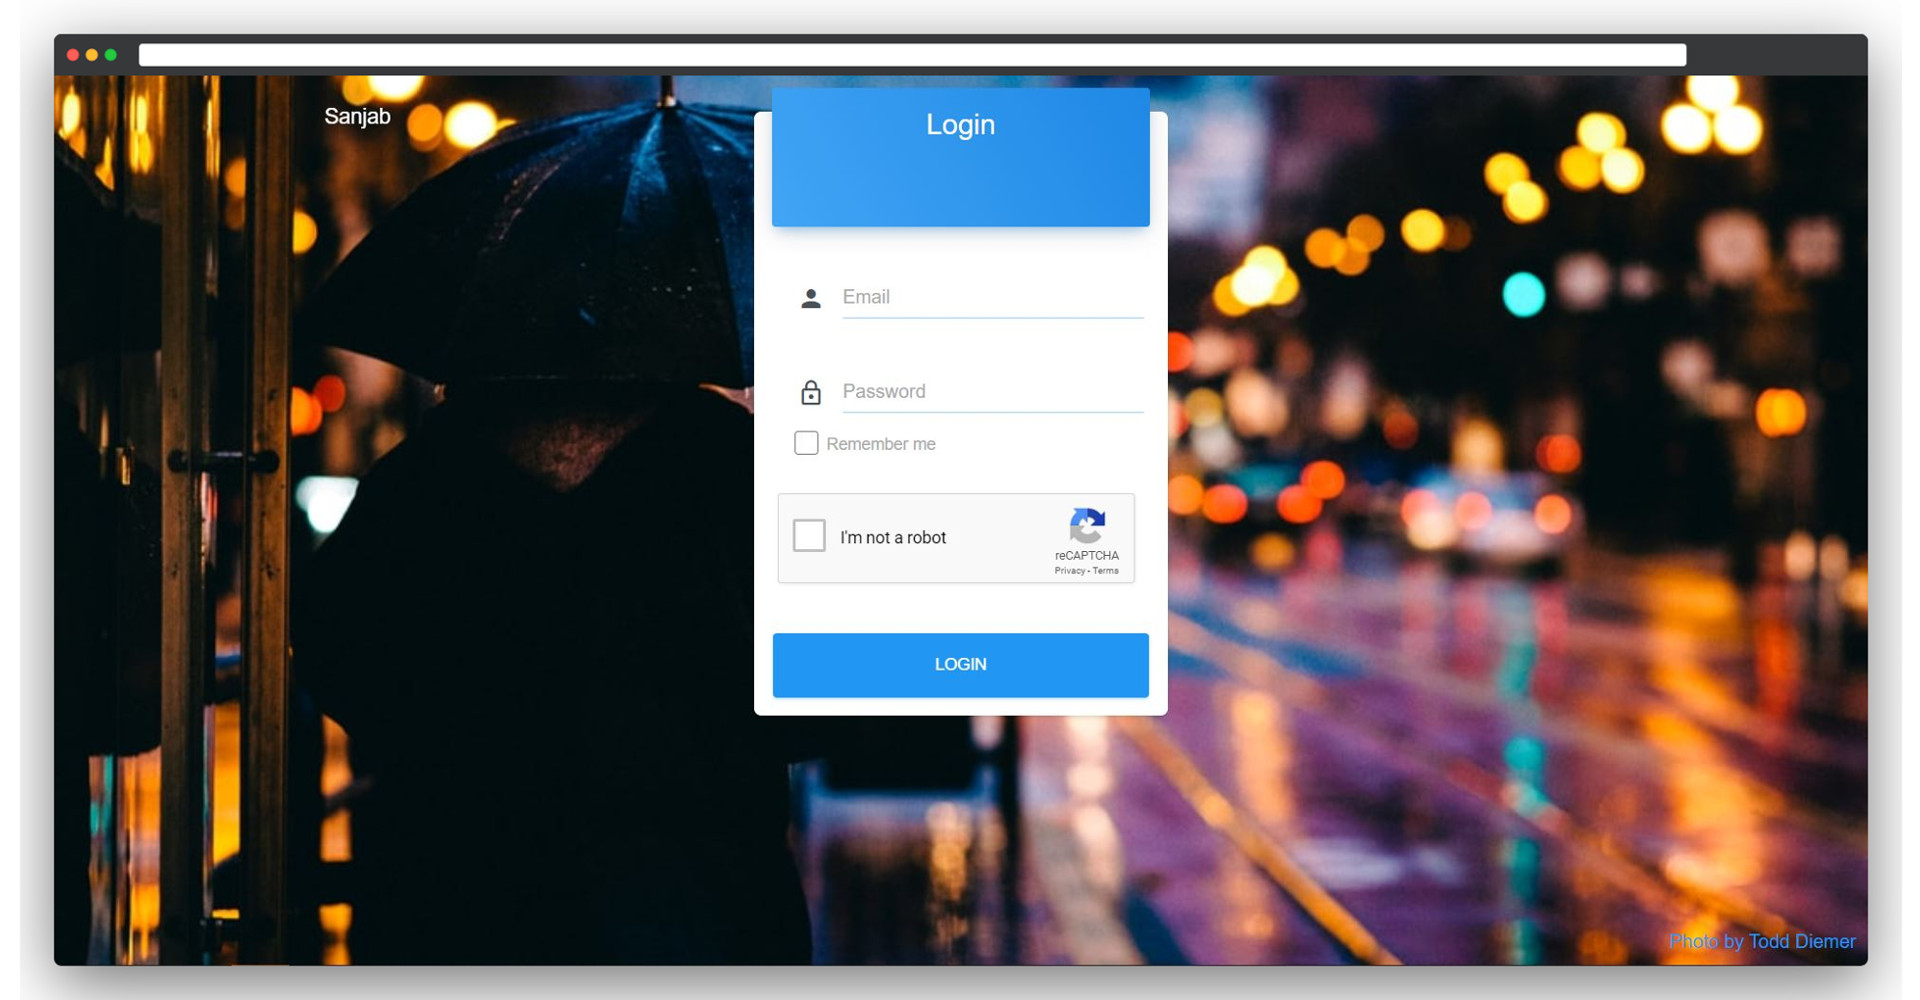 Sanjab
Login
Email
Password
Remember me
I'm not a robot
reCAPTCHA
Privacy - Terms
LOGIN
Photo by Todd Diemer